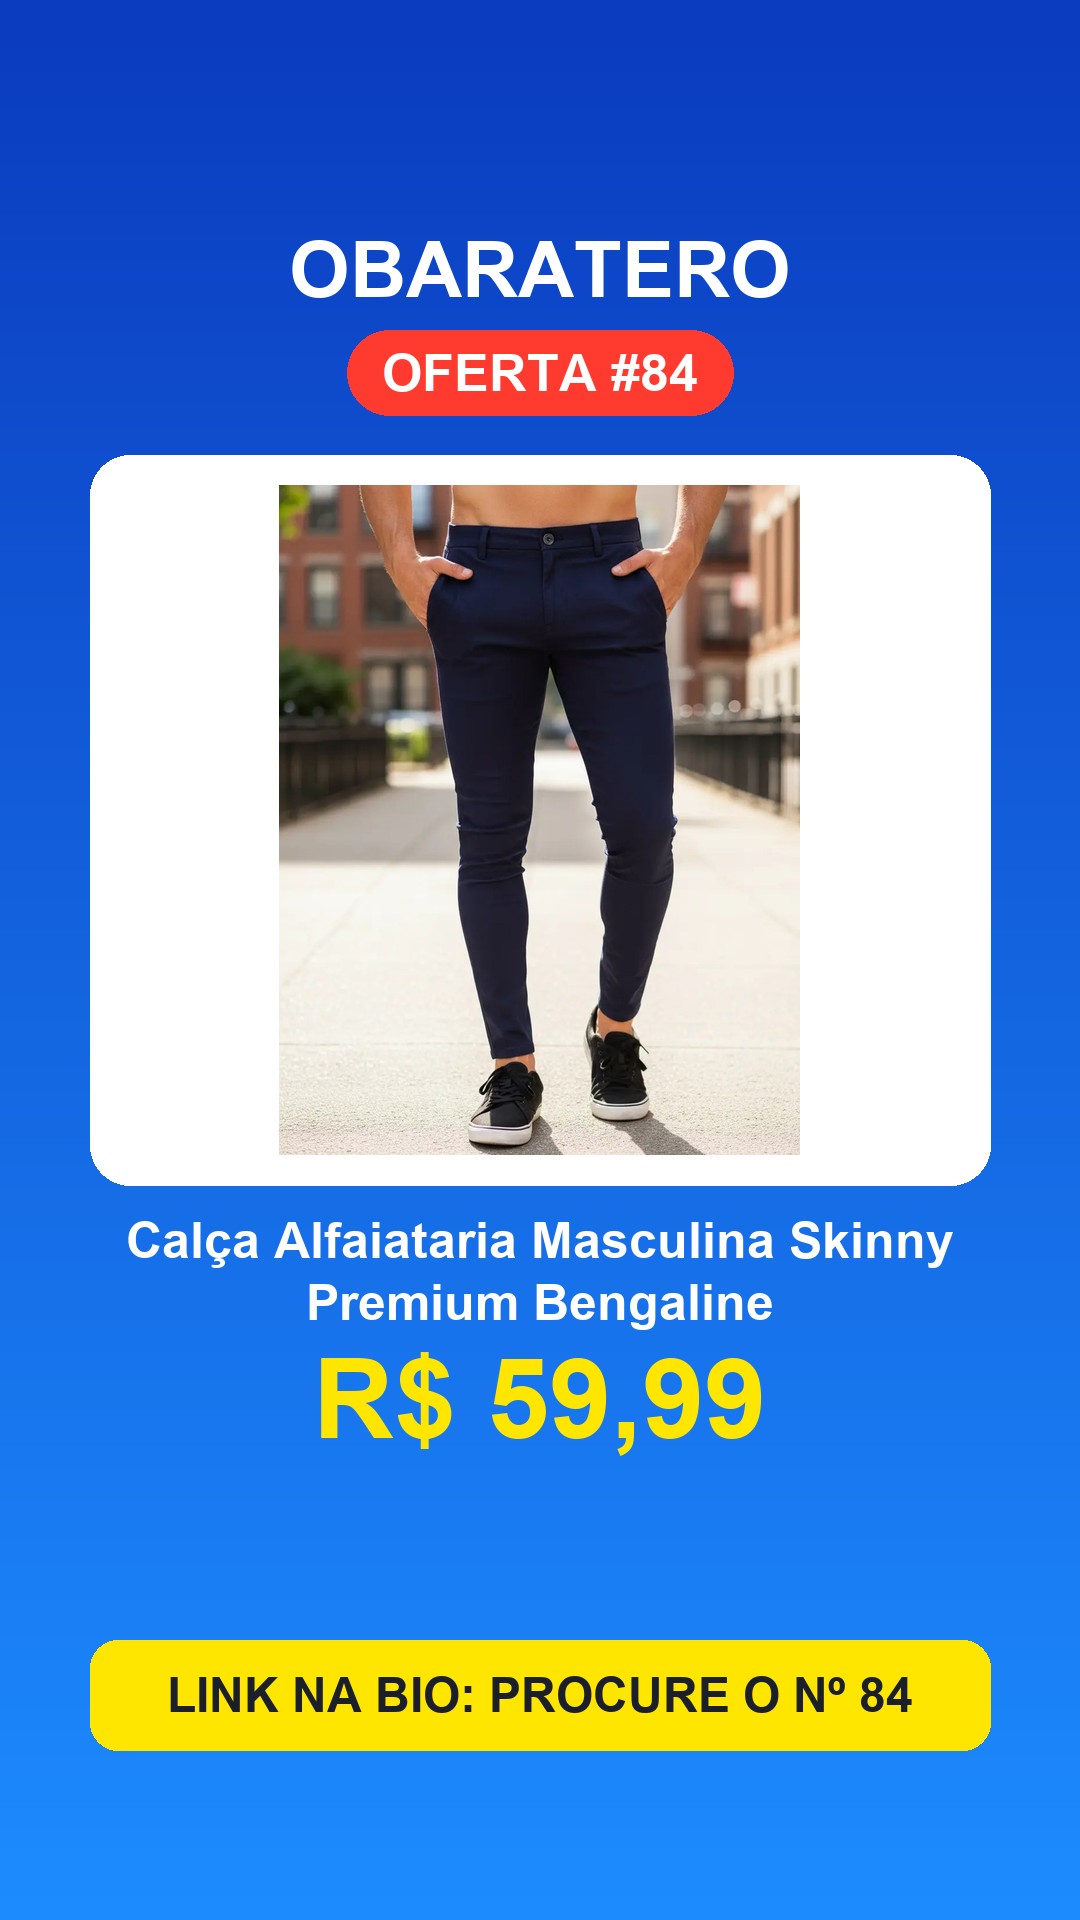 OBARATERO
OFERTA #84
Calça Alfaiataria Masculina Skinny
Premium Bengaline
R$ 59,99
LINK NA BIO: PROCURE O Nº 84